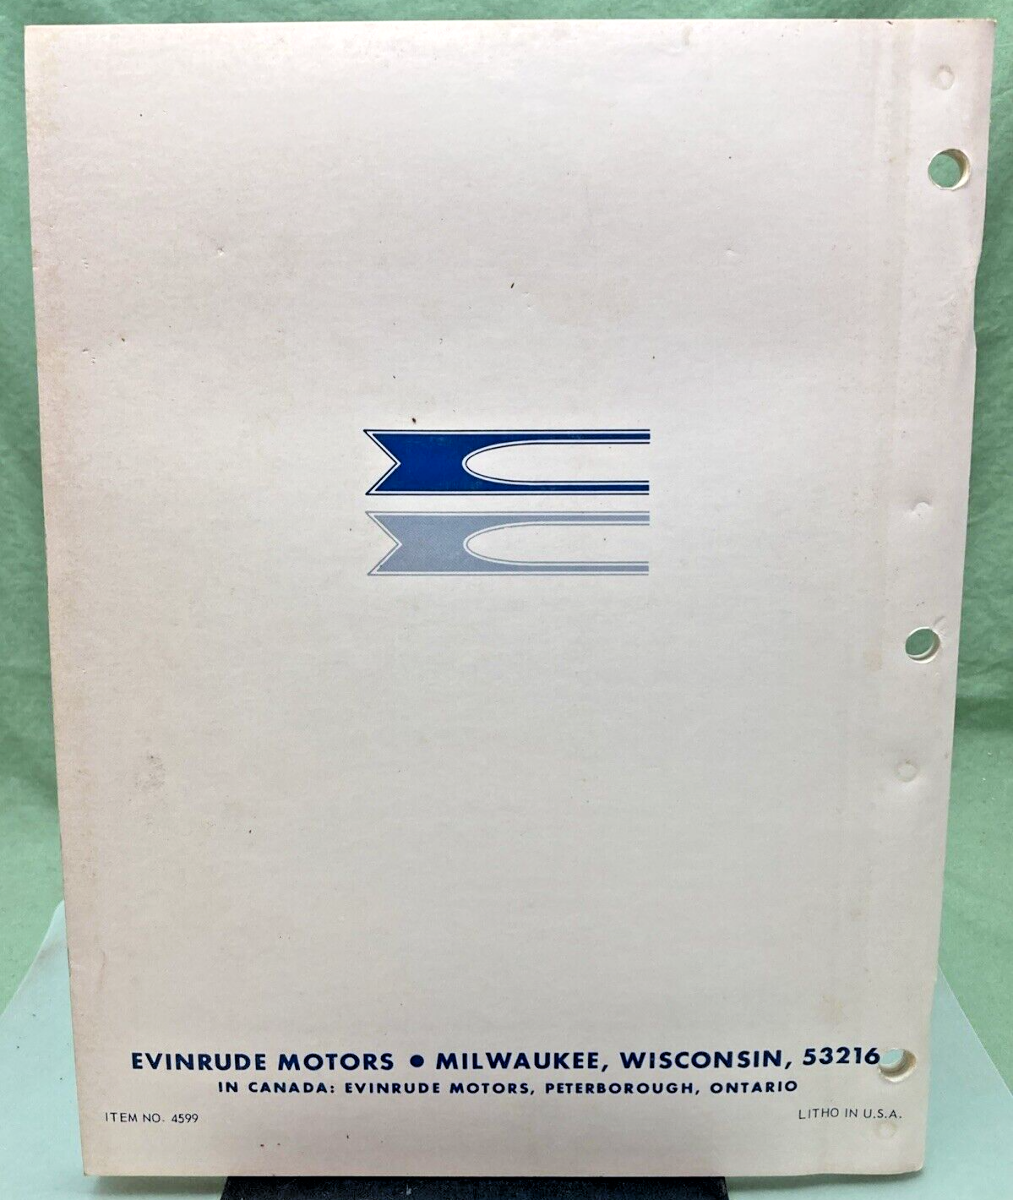 EVINRUDE MOTORS ● MILWAUKEE, WISCONSIN, 53216
IN CANADA: EVINRUDE MOTORS, PETERBOROUGH, ONTARIO
ITEM NO. 4599
LITHO IN U.S.A.